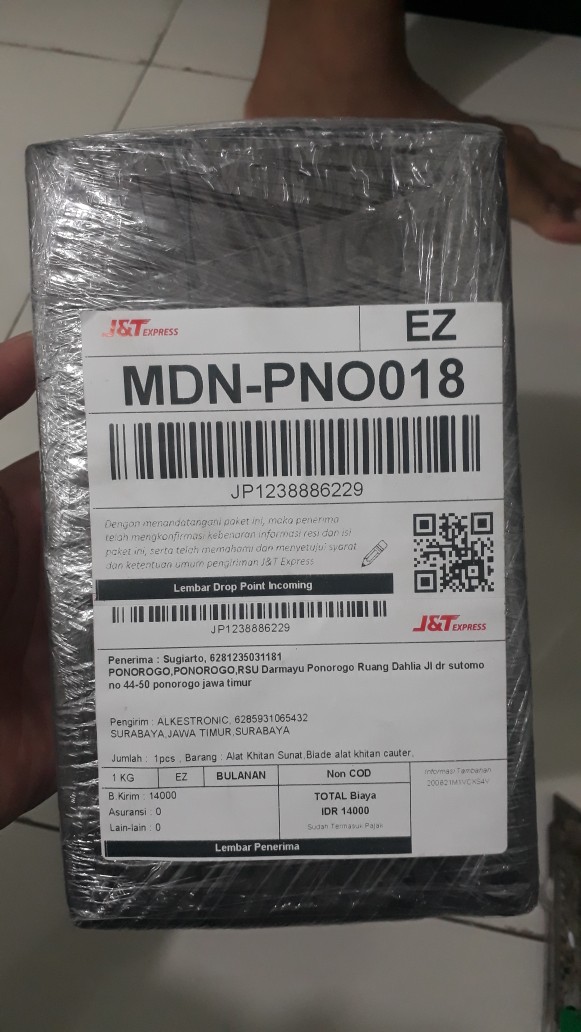 J&T EXPRESS
EZ
MDN-PNO018
JP1238886229
Dengan menandatangani paket ini, maka penerima
telah mengkonfirmasi kebenaran informasi resi dan isi
paket ini, serta telah memahami dan menyetujui syarat
dan ketentuan umum pengiriman J&T Express
Lembar Drop Point Incoming
JP1238886229
J&T EXPRESS
Penerima : Sugiarto, 6281235031181
PONOROGO,PONOROGO,RSU Darmayu Ponorogo Ruang Dahlia Jl dr sutomo
no 44-50 ponorogo jawa timur
Pengirim : ALKESTRONIC, 6285931065432
SURABAYA,JAWA TIMUR,SURABAYA
Jumlah : 1pcs , Barang : Alat Khitan Sunat,Biade alat khitan cauter,
1 KG EZ BULANAN Non COD
Informasi Tambahan
B.Kirim : 14000
TOTAL Biaya
Asuransi : 0
IDR 14000
Lain-lain : 0
Sudah Termasuk Pajak
Lembar Penerima